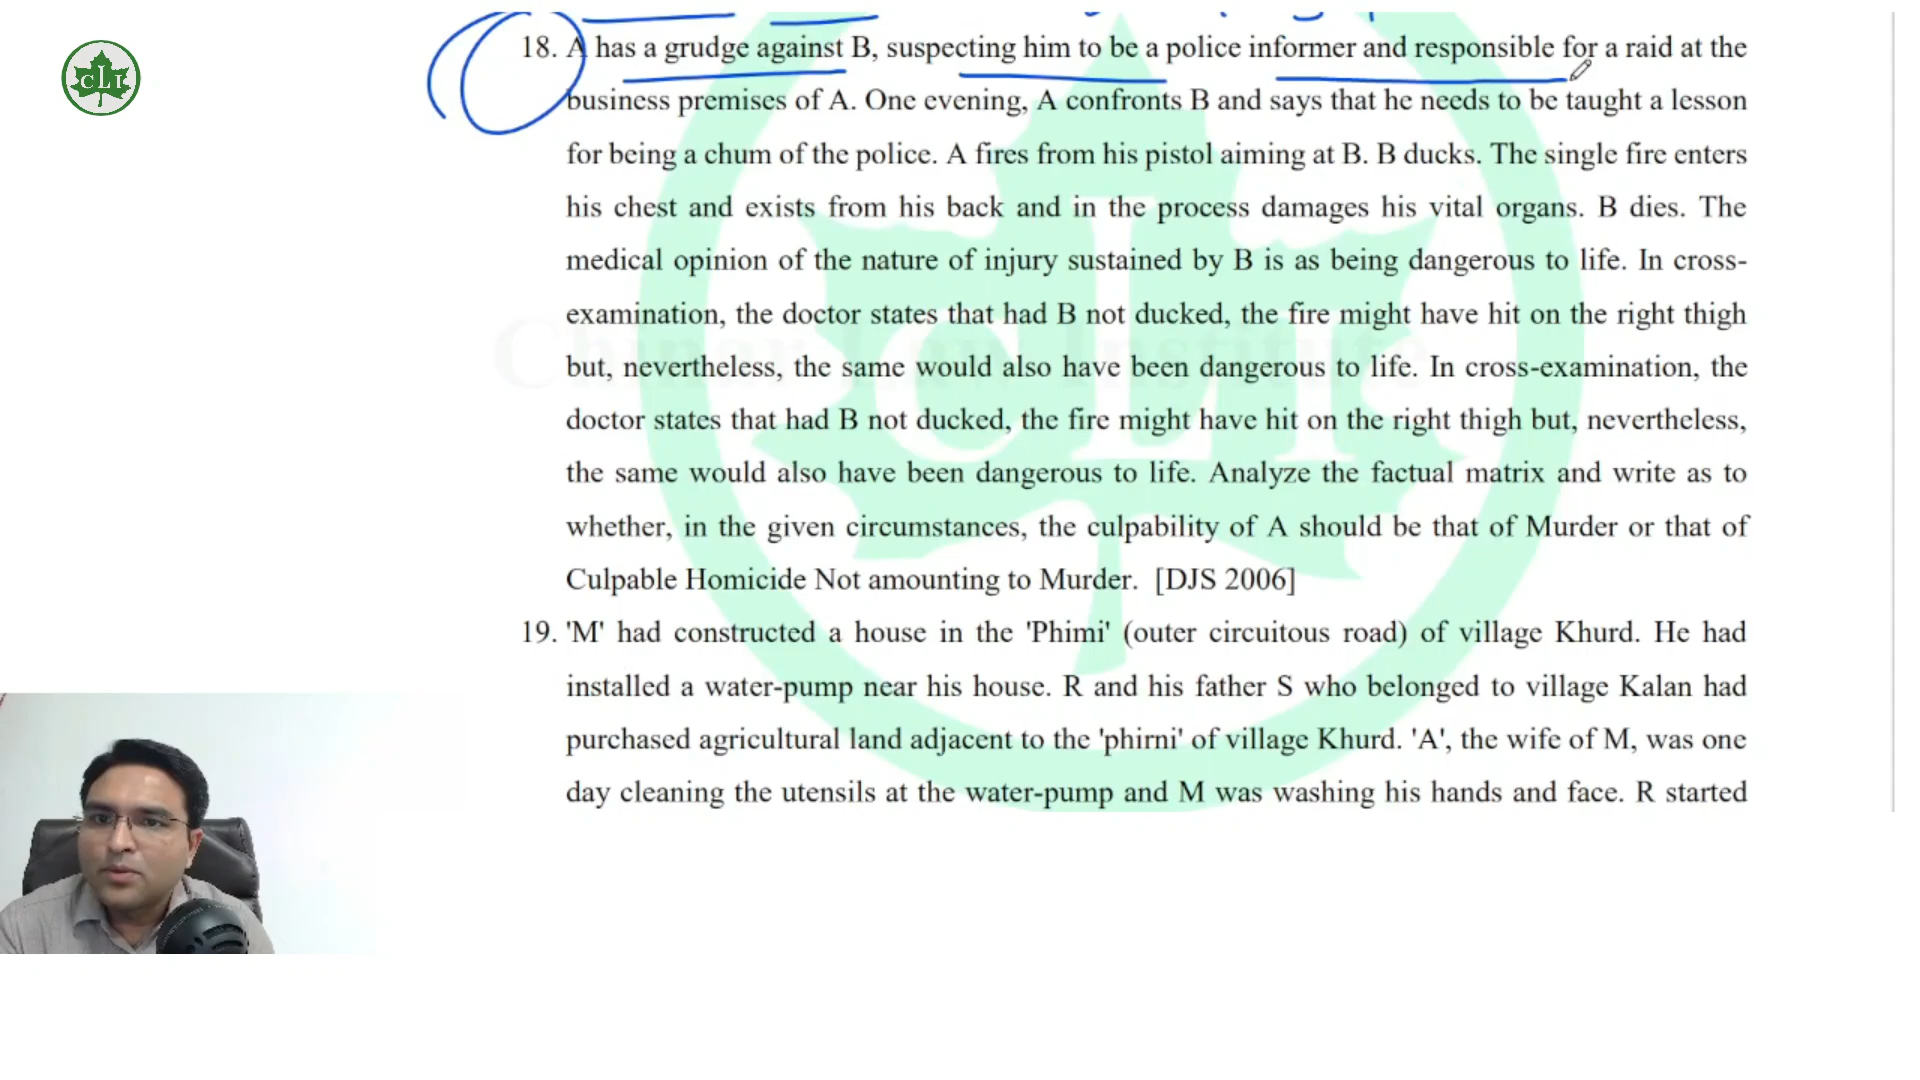 CLI
18. A has a grudge against B, suspecting him to be a police informer and responsible for a raid at the
business premises of A. One evening, A confronts B and says that he needs to be taught a lesson
for being a chum of the police. A fires from his pistol aiming at B. B ducks. The single fire enters
his chest and exists from his back and in the process damages his vital organs. B dies. The
medical opinion of the nature of injury sustained by B is as being dangerous to life. In cross-
examination, the doctor states that had B not ducked, the fire might have hit on the right thigh
but, nevertheless, the same would also have been dangerous to life. In cross-examination, the
doctor states that had B not ducked, the fire might have hit on the right thigh but, nevertheless,
the same would also have been dangerous to life. Analyze the factual matrix and write as to
whether, in the given circumstances, the culpability of A should be that of Murder or that of
Culpable Homicide Not amounting to Murder. [DJS 2006]
19. 'M' had constructed a house in the 'Phimi' (outer circuitous road) of village Khurd. He had
installed a water-pump near his house. R and his father S who belonged to village Kalan had
purchased agricultural land adjacent to the 'phirni' of village Khurd. 'A', the wife of M, was one
day cleaning the utensils at the water-pump and M was washing his hands and face. R started
Chinar Law Institute
CLI